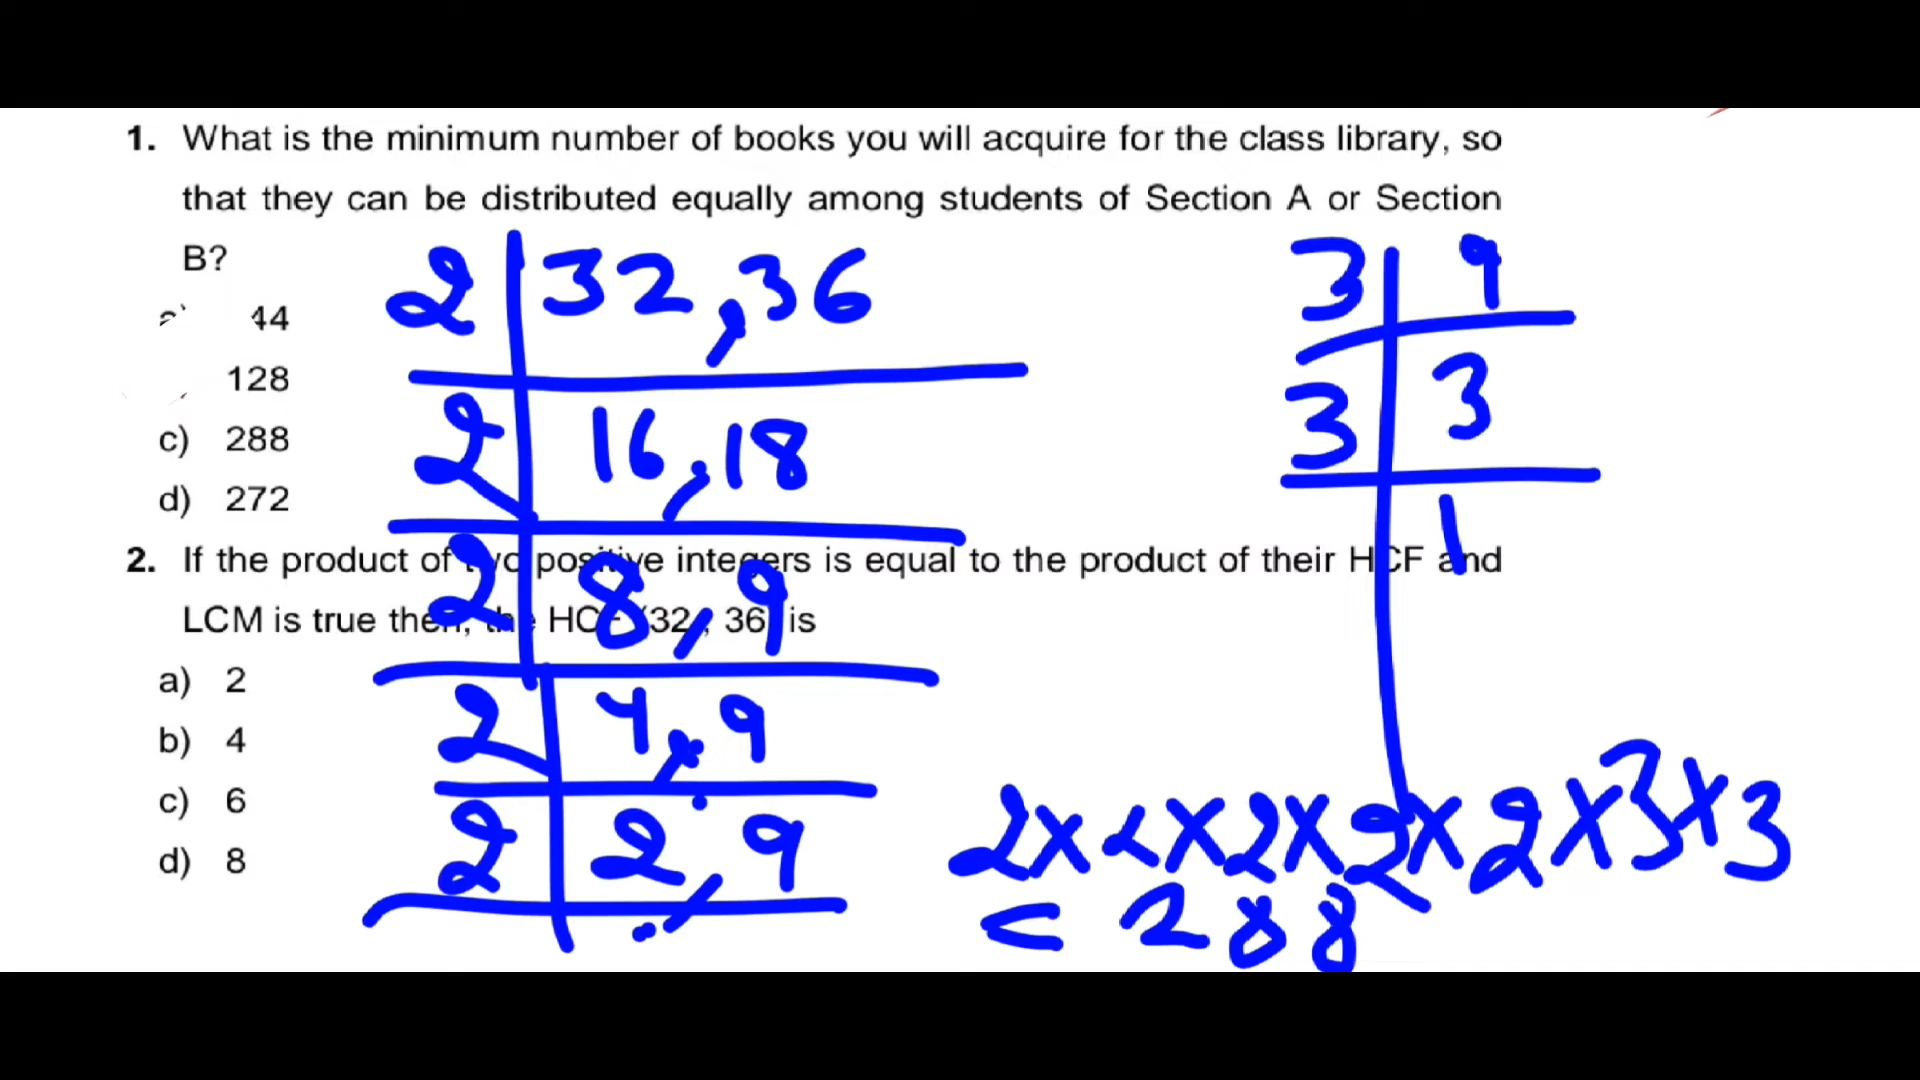 1. What is the minimum number of books you will acquire for the class library, so
that they can be distributed equally among students of Section A or Section
B?
44
128
c) 288
d) 272
2. If the product of two positive integers is equal to the product of their HCF and
LCM is true then, the HCF (32 , 36) is
a) 2
b) 4
c) 6
d) 8
2 | 32,36
2 | 16,18
2 | 8,9
2 | 4,9
2 | 2,9
3 | 9
3 | 3
1
2×2×2×2×2×3×3
= 288